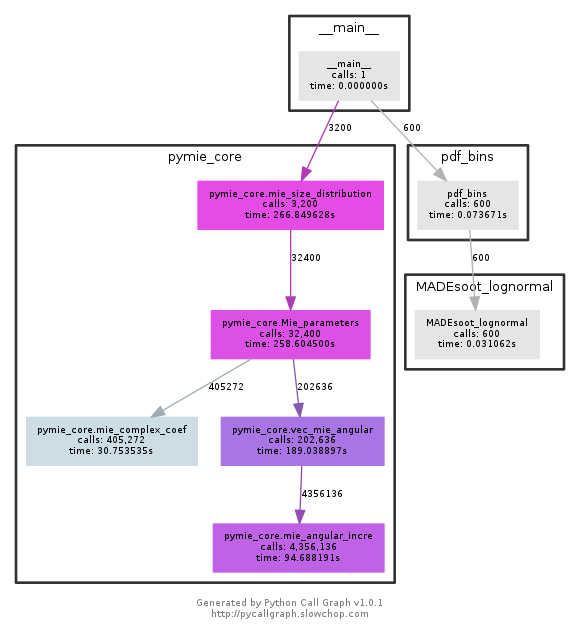 __main__
__main__
calls: 1
time: 0.000000s
3200
600
pymie_core
pdf_bins
pymie_core.mie_size_distribution
calls: 3,200
time: 266.849628s
pdf_bins
calls: 600
time: 0.073671s
32400
600
MADEsoot_lognormal
pymie_core.Mie_parameters
calls: 32,400
time: 258.604500s
MADEsoot_lognormal
calls: 600
time: 0.031062s
405272
202636
pymie_core.mie_complex_coef
calls: 405,272
time: 30.753535s
pymie_core.vec_mie_angular
calls: 202,636
time: 189.038897s
4356136
pymie_core.mie_angular_incre
calls: 4,356,136
time: 94.688191s
Generated by Python Call Graph v1.0.1
http://pycallgraph.slowchop.com